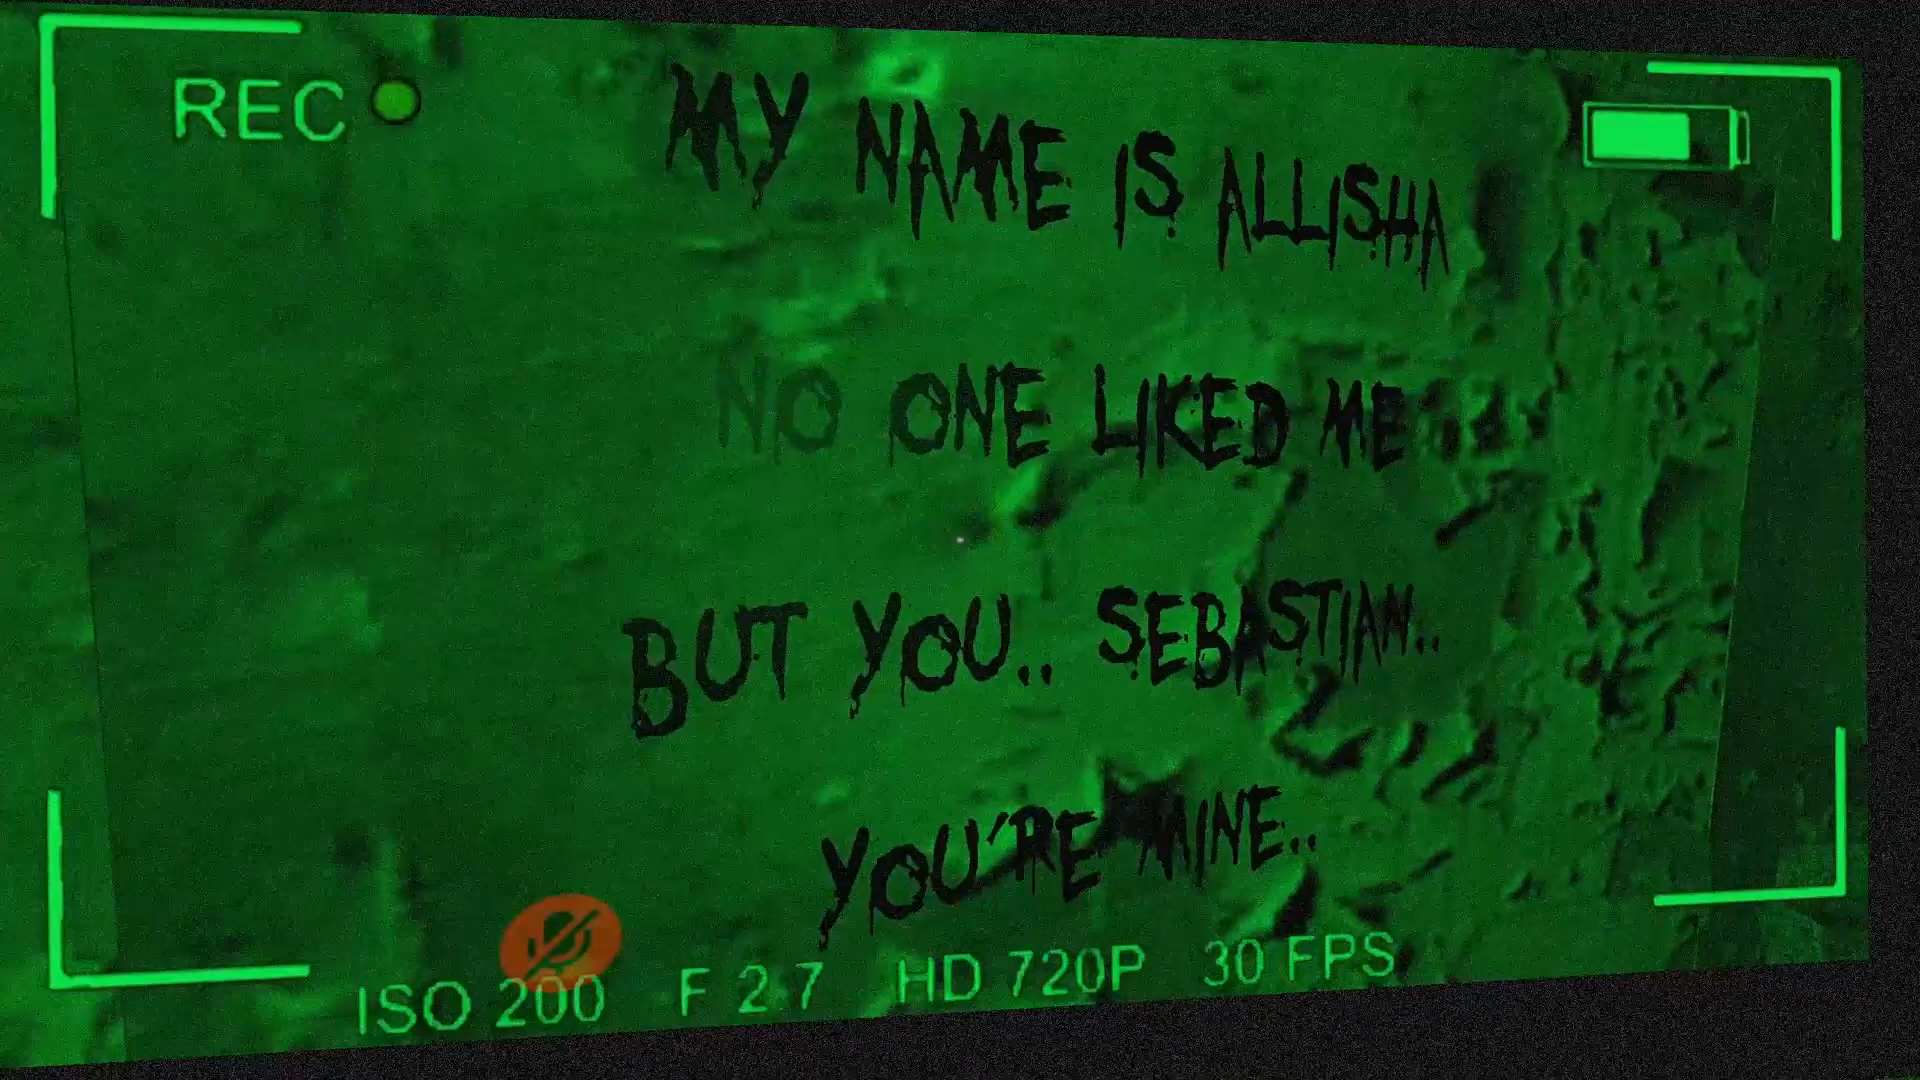 REC
MY NAME IS ALLISHA
NO ONE LIKED ME
BUT YOU.. SEBASTIAN..
YOU'RE MINE..
ISO 200 F 2.7 HD 720P 30 FPS